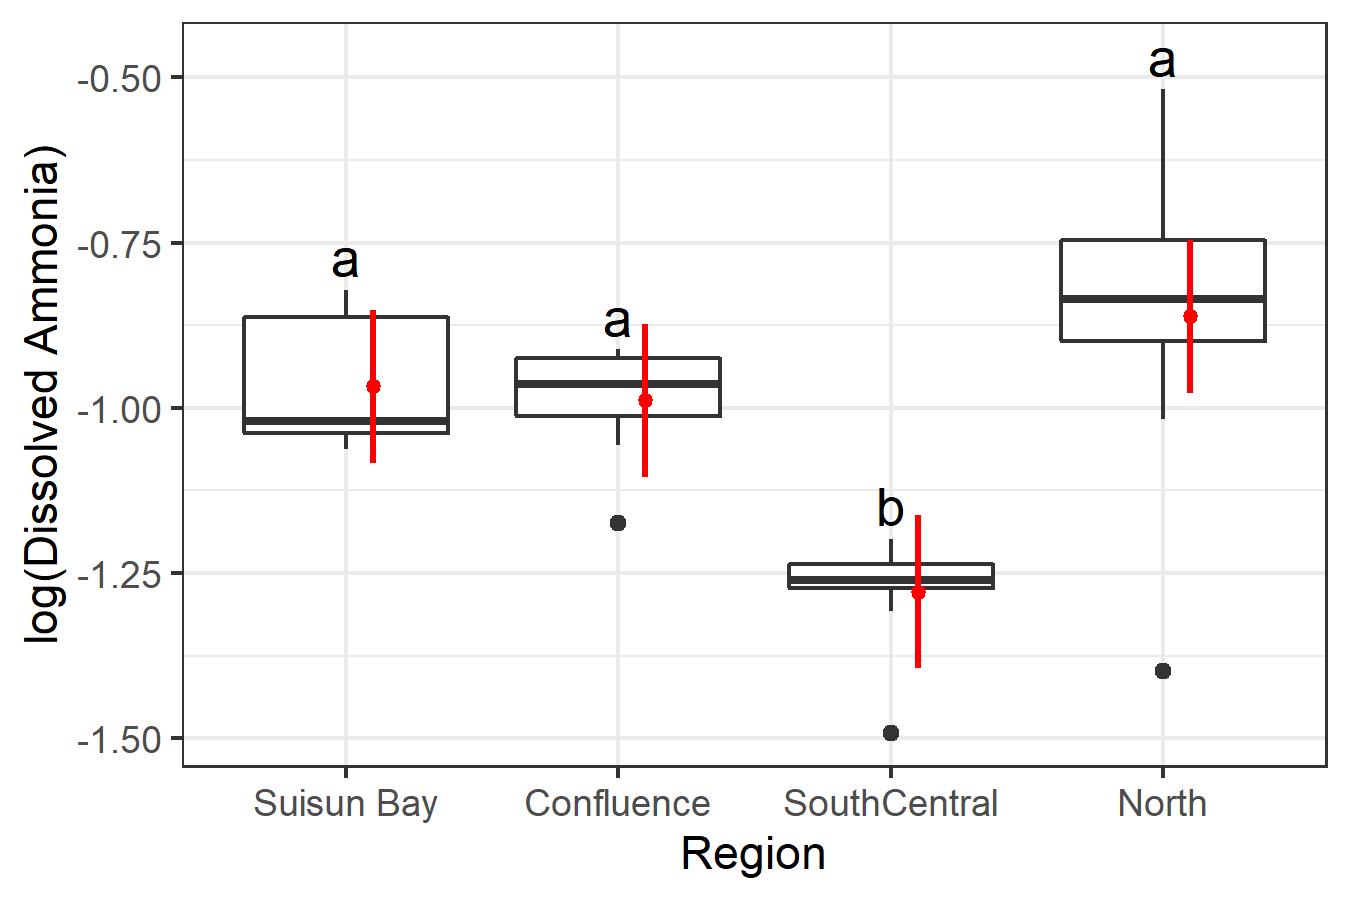 log(Dissolved Ammonia)
-0.50
-0.75
-1.00
-1.25
-1.50
a
a
b
a
Suisun Bay
Confluence
SouthCentral
North
Region